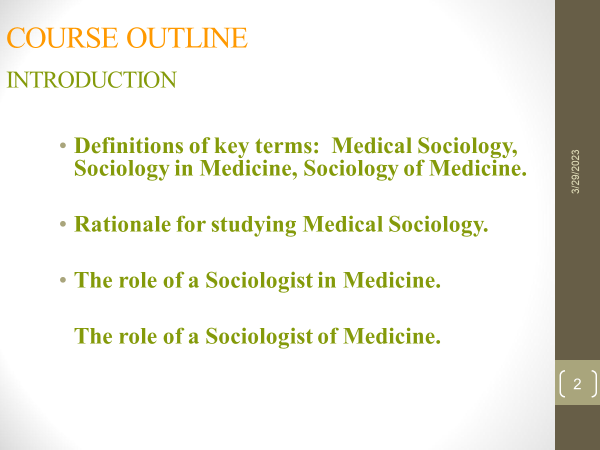 COURSE OUTLINE
INTRODUCTION
• Definitions of key terms: Medical Sociology,
Sociology in Medicine, Sociology of Medicine.
• Rationale for studying Medical Sociology.
• The role of a Sociologist in Medicine.
The role of a Sociologist of Medicine.
3/29/2023
2